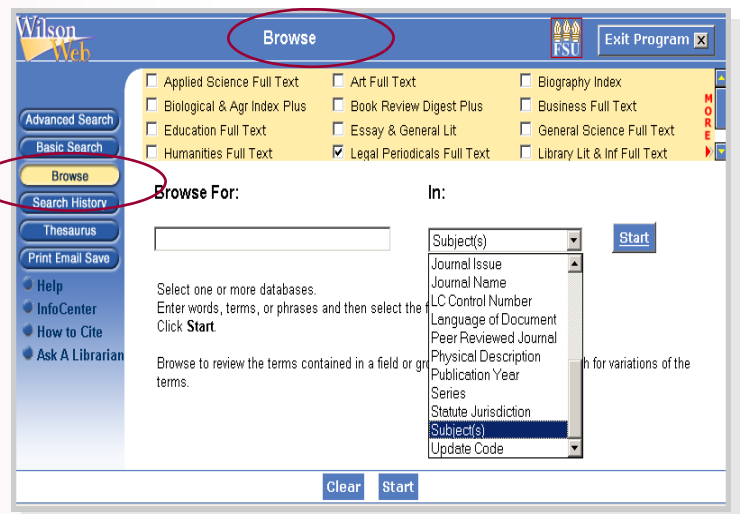 Wilson
Web
Browse
FSU
Exit Program X
Applied Science Full Text
Art Full Text
Biography Index
Biological & Agr Index Plus
Book Review Digest Plus
Business Full Text
Education Full Text
Essay & General Lit
General Science Full Text
Humanities Full Text
Legal Periodicals Full Text
Library Lit & Inf Full Text
MORE
Advanced Search
Basic Search
Browse
Search History
Thesaurus
Print Email Save
Help
InfoCenter
How to Cite
Ask A Librarian
Browse For:
In:
Subject(s)
Start
Journal Issue
Journal Name
LC Control Number
Language of Document
Peer Reviewed Journal
Physical Description
Publication Year
Series
Statute Jurisdiction
Subject(s)
Update Code
Select one or more databases.
Enter words, terms, or phrases and then select the f
Click Start.
Browse to review the terms contained in a field or gr h for variations of the
terms.
Clear Start